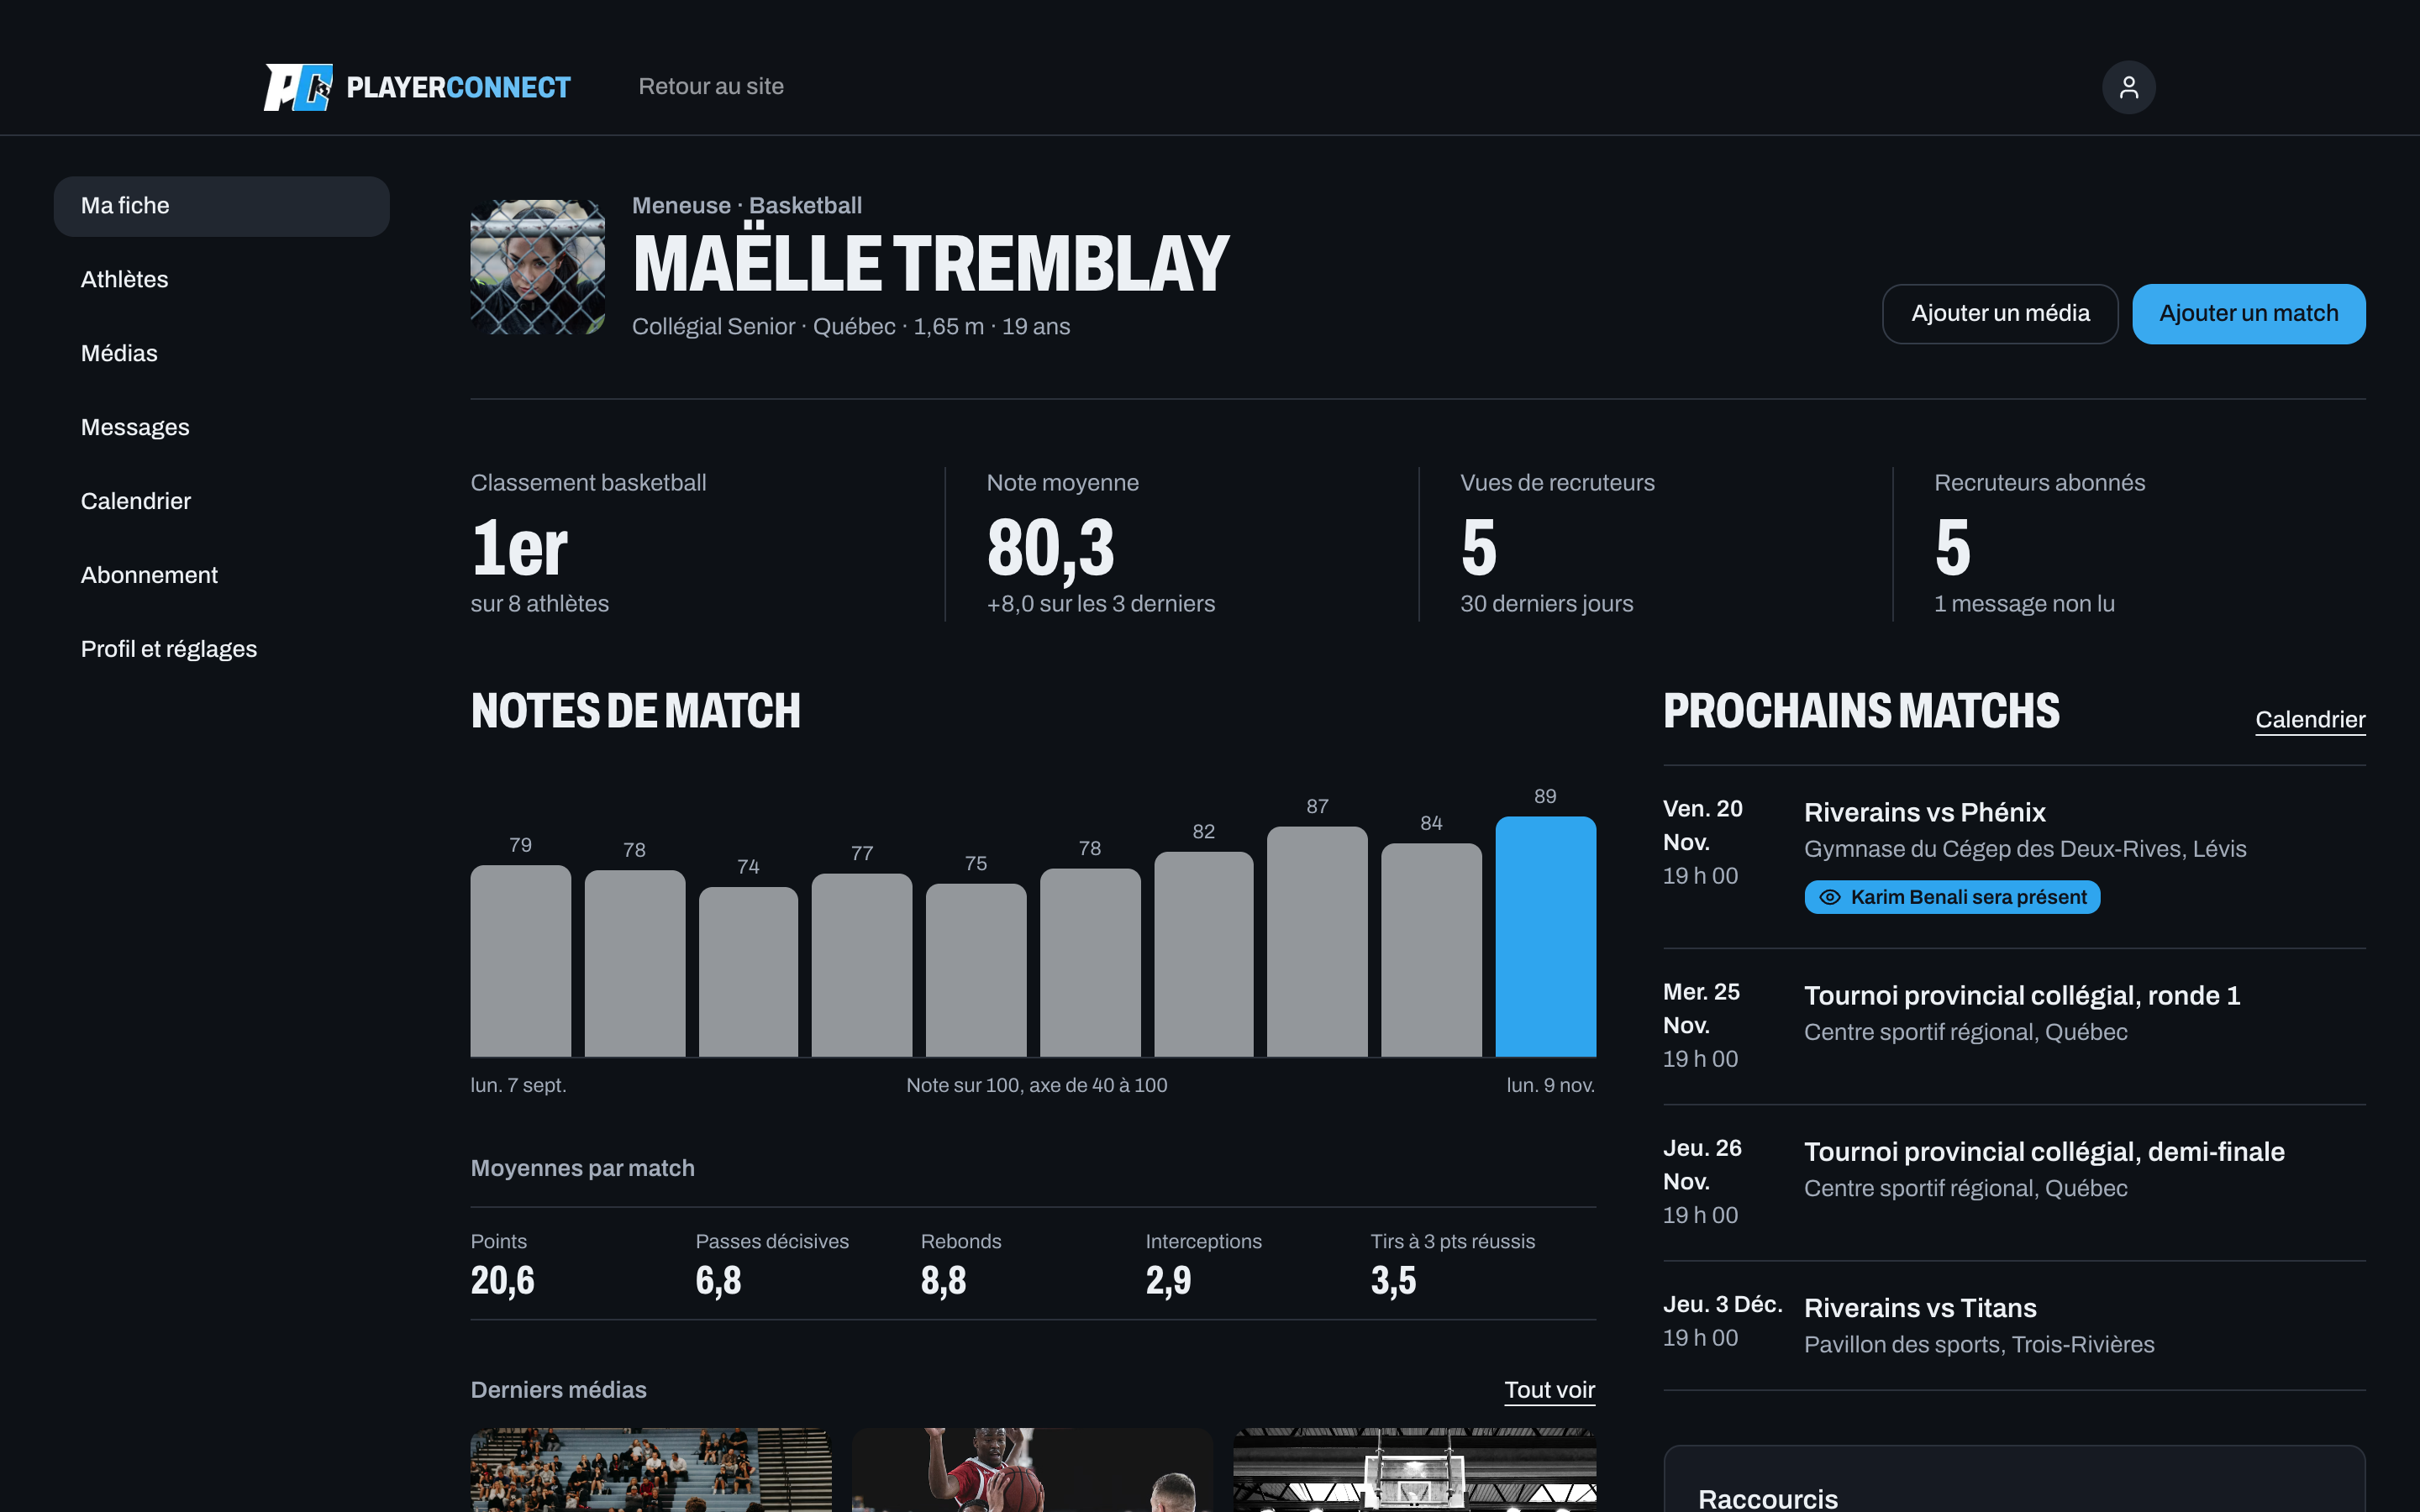 PLAYERCONNECT
Retour au site
Ma fiche
Athlètes
Médias
Messages
Calendrier
Abonnement
Profil et réglages
Meneuse · Basketball
MAËLLE TREMBLAY
Collégial Senior · Québec · 1,65 m · 19 ans
Ajouter un média
Ajouter un match
Classement basketball
1er
sur 8 athlètes
Note moyenne
80,3
+8,0 sur les 3 derniers
Vues de recruteurs
5
30 derniers jours
Recruteurs abonnés
5
1 message non lu
NOTES DE MATCH
79
78
74
77
75
78
82
87
84
89
lun. 7 sept.
Note sur 100, axe de 40 à 100
lun. 9 nov.
Moyennes par match
Points
20,6
Passes décisives
6,8
Rebonds
8,8
Interceptions
2,9
Tirs à 3 pts réussis
3,5
Derniers médias
Tout voir
PROCHAINS MATCHS
Calendrier
Ven. 20
Nov.
19 h 00
Riverains vs Phénix
Gymnase du Cégep des Deux-Rives, Lévis
Karim Benali sera présent
Mer. 25
Nov.
19 h 00
Tournoi provincial collégial, ronde 1
Centre sportif régional, Québec
Jeu. 26
Nov.
19 h 00
Tournoi provincial collégial, demi-finale
Centre sportif régional, Québec
Jeu. 3 Déc.
19 h 00
Riverains vs Titans
Pavillon des sports, Trois-Rivières
Raccourcis